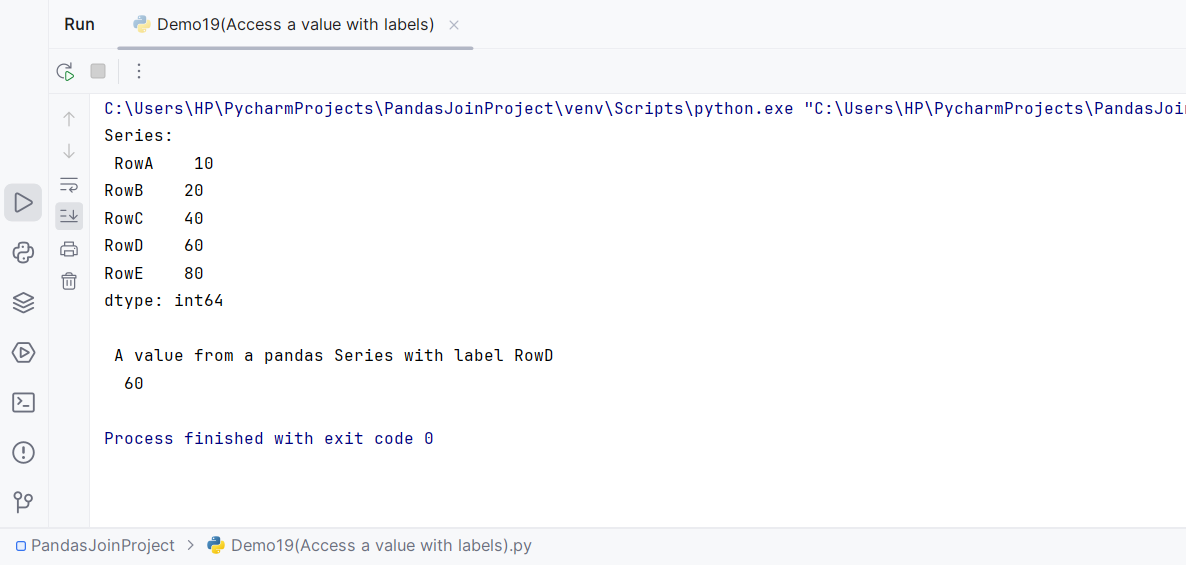 Run Demo19(Access a value with labels)
C:\Users\HP\PycharmProjects\PandasJoinProject\venv\Scripts\python.exe "C:\Users\HP\PycharmProjects\PandasJoin
Series:
 RowA    10
RowB    20
RowC    40
RowD    60
RowE    80
dtype: int64
 A value from a pandas Series with label RowD
  60
Process finished with exit code 0
PandasJoinProject > Demo19(Access a value with labels).py